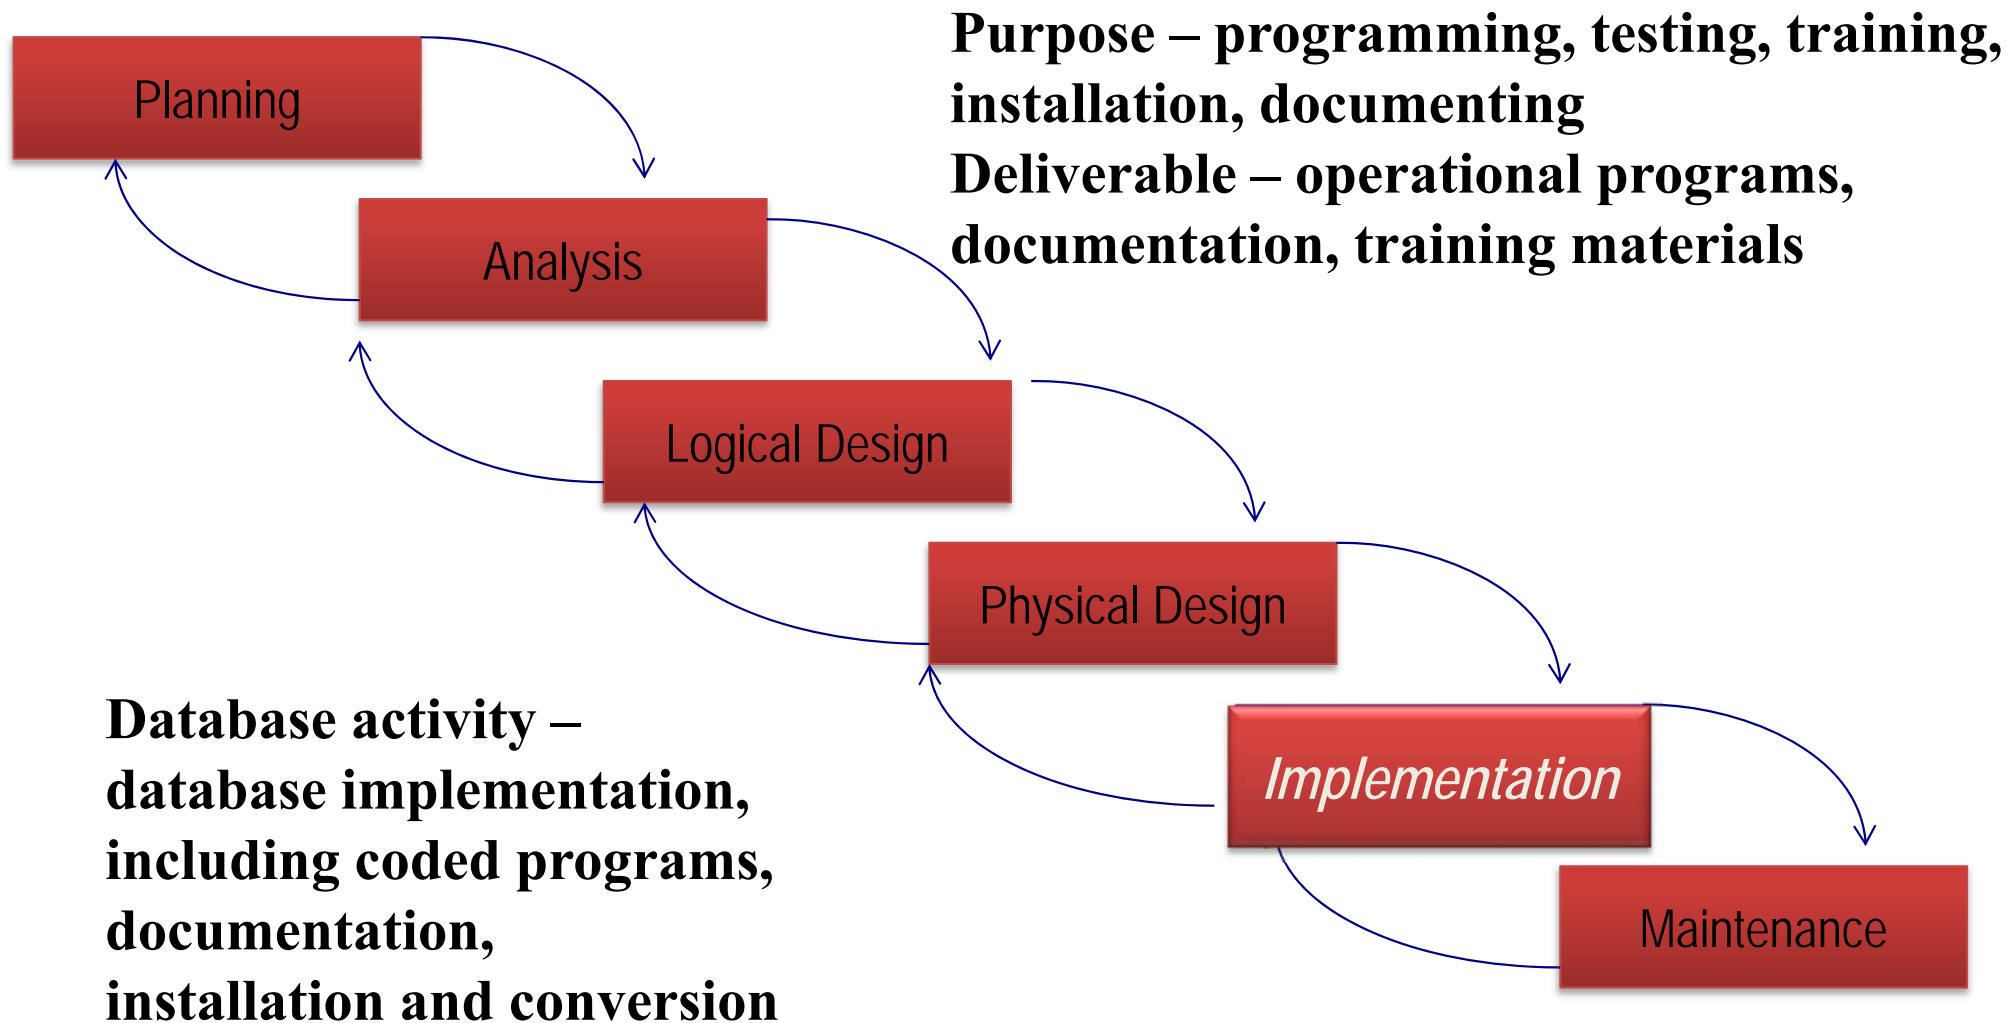 Purpose – programming, testing, training,
installation, documenting
Deliverable – operational programs,
documentation, training materials
Planning
Analysis
Logical Design
Physical Design
Implementation
Maintenance
Database activity –
database implementation,
including coded programs,
documentation,
installation and conversion